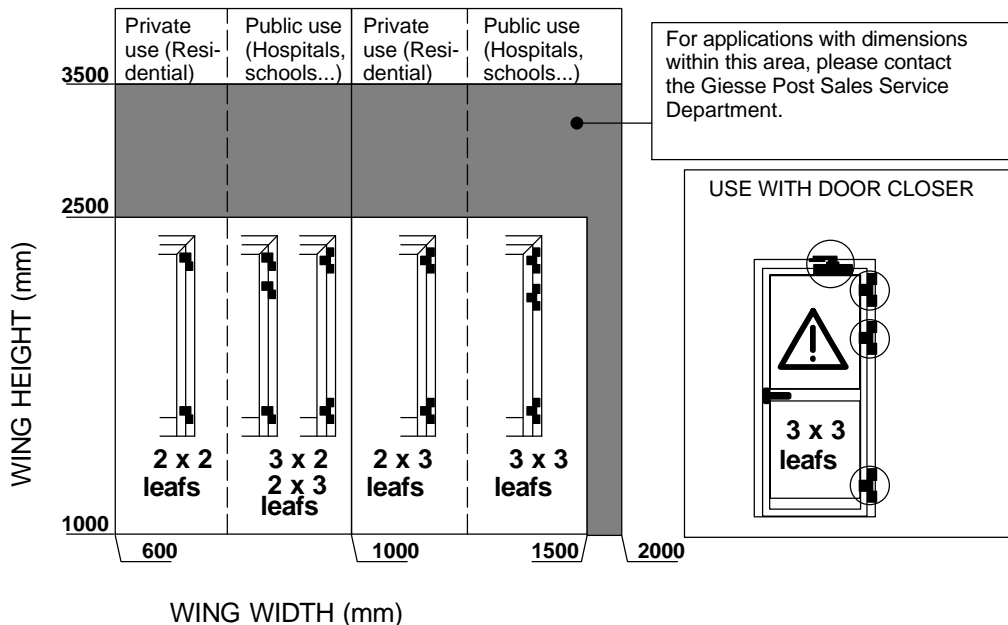 Private
use (Resi-
dential)
Public use
(Hospitals,
schools...)
Private
use (Resi-
dential)
Public use
(Hospitals,
schools...)
For applications with dimensions
within this area, please contact
the Giesse Post Sales Service
Department.
3500
2500
1000
WING HEIGHT (mm)
2 x 2
leafs
3 x 2
2 x 3
leafs
2 x 3
leafs
3 x 3
leafs
600
1000
1500
2000
WING WIDTH (mm)
USE WITH DOOR CLOSER
!
3 x 3
leafs